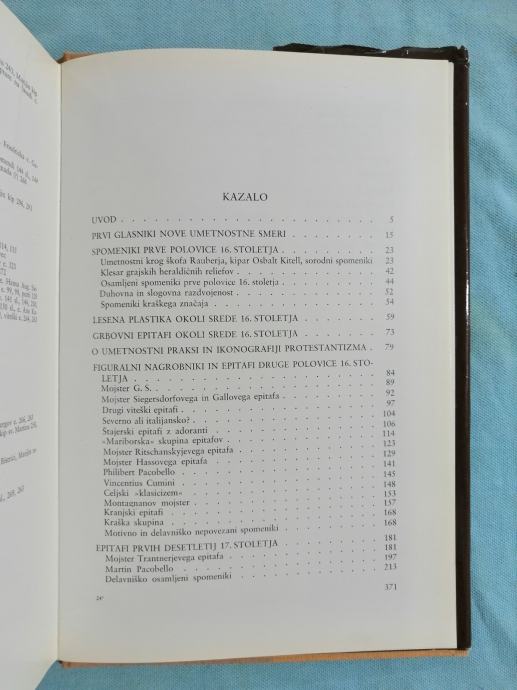 Friedericka c. Ca-
114, 115
c. 323
372
KAZALO
UVOD . . . . . . . . . . . . . . . . . . . . 5
PRVI GLASNIKI NOVE UMETNOSTNE SMERI . . . . . . . 15
SPOMENIKI PRVE POLOVICE 16. STOLETJA . . . . . . . 23
Umetnostni krog škofa Rauberja, kipar Osbalt Kitell, sorodni spomeniki 23
Klesar grajskih heraldičnih reliefov . . . . . . . . . . . 42
Osamljeni spomeniki prve polovice 16. stoletja . . . . . . . 44
Duhovna in slogovna razdvojenost . . . . . . . . . . . 52
Spomeniki kraškega značaja . . . . . . . . . . . . . 54
LESENA PLASTIKA OKOLI SREDE 16. STOLETJA . . . . . . 59
GRBOVNI EPITAFI OKOLI SREDE 16. STOLETJA . . . . . . 73
O UMETNOSTNI PRAKSI IN IKONOGRAFIJI PROTESTANTIZMA . 79
FIGURALNI NAGROBNIKI IN EPITAFI DRUGE POLOVICE 16. STO-
LETJA . . . . . . . . . . . . . . . . . . . 84
Mojster G. S. . . . . . . . . . . . . . . . . . 89
Mojster Siegersdorfovega in Gallovega epitafa . . . . . . . 92
Drugi viteški epitafi . . . . . . . . . . . . . . . 97
Severno ali italijansko? . . . . . . . . . . . . . . 104
Štajerski epitafi z adoranti . . . . . . . . . . . . . 106
»Mariborska« skupina epitafov . . . . . . . . . . . . 114
Mojster Ritschanskyjevega epitafa . . . . . . . . . . . 123
Mojster Hassovega epitafa . . . . . . . . . . . . . 129
Philibert Pacobello . . . . . . . . . . . . . . . 141
Vincentius Cumini . . . . . . . . . . . . . . . 145
Celjski »klasicizem« . . . . . . . . . . . . . . . 148
Montagnanov mojster . . . . . . . . . . . . . . . 153
Kranjski epitafi . . . . . . . . . . . . . . . . 157
Kraška skupina . . . . . . . . . . . . . . . . 168
Motivno in delavniško nepovezani spomeniki . . . . . . . 168
EPITAFI PRVIH DESETLETIJ 17. STOLETJA . . . . . . . . 181
Mojster Trantnerjevega epitafa . . . . . . . . . . . . 181
Martin Pacobello . . . . . . . . . . . . . . . . 197
Delavniško osamljeni spomeniki . . . . . . . . . . . 213
24*
371